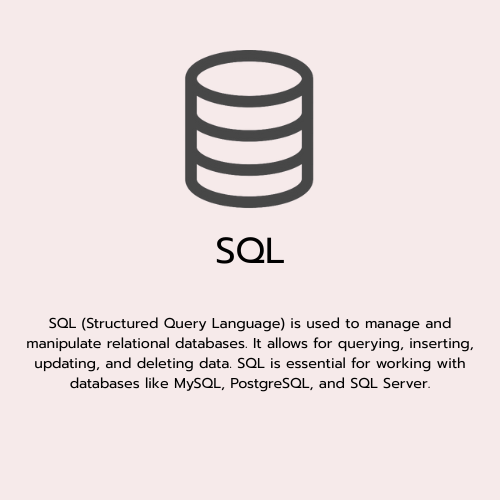 SQL
SQL (Structured Query Language) is used to manage and
manipulate relational databases. It allows for querying, inserting,
updating, and deleting data. SQL is essential for working with
databases like MySQL, PostgreSQL, and SQL Server.